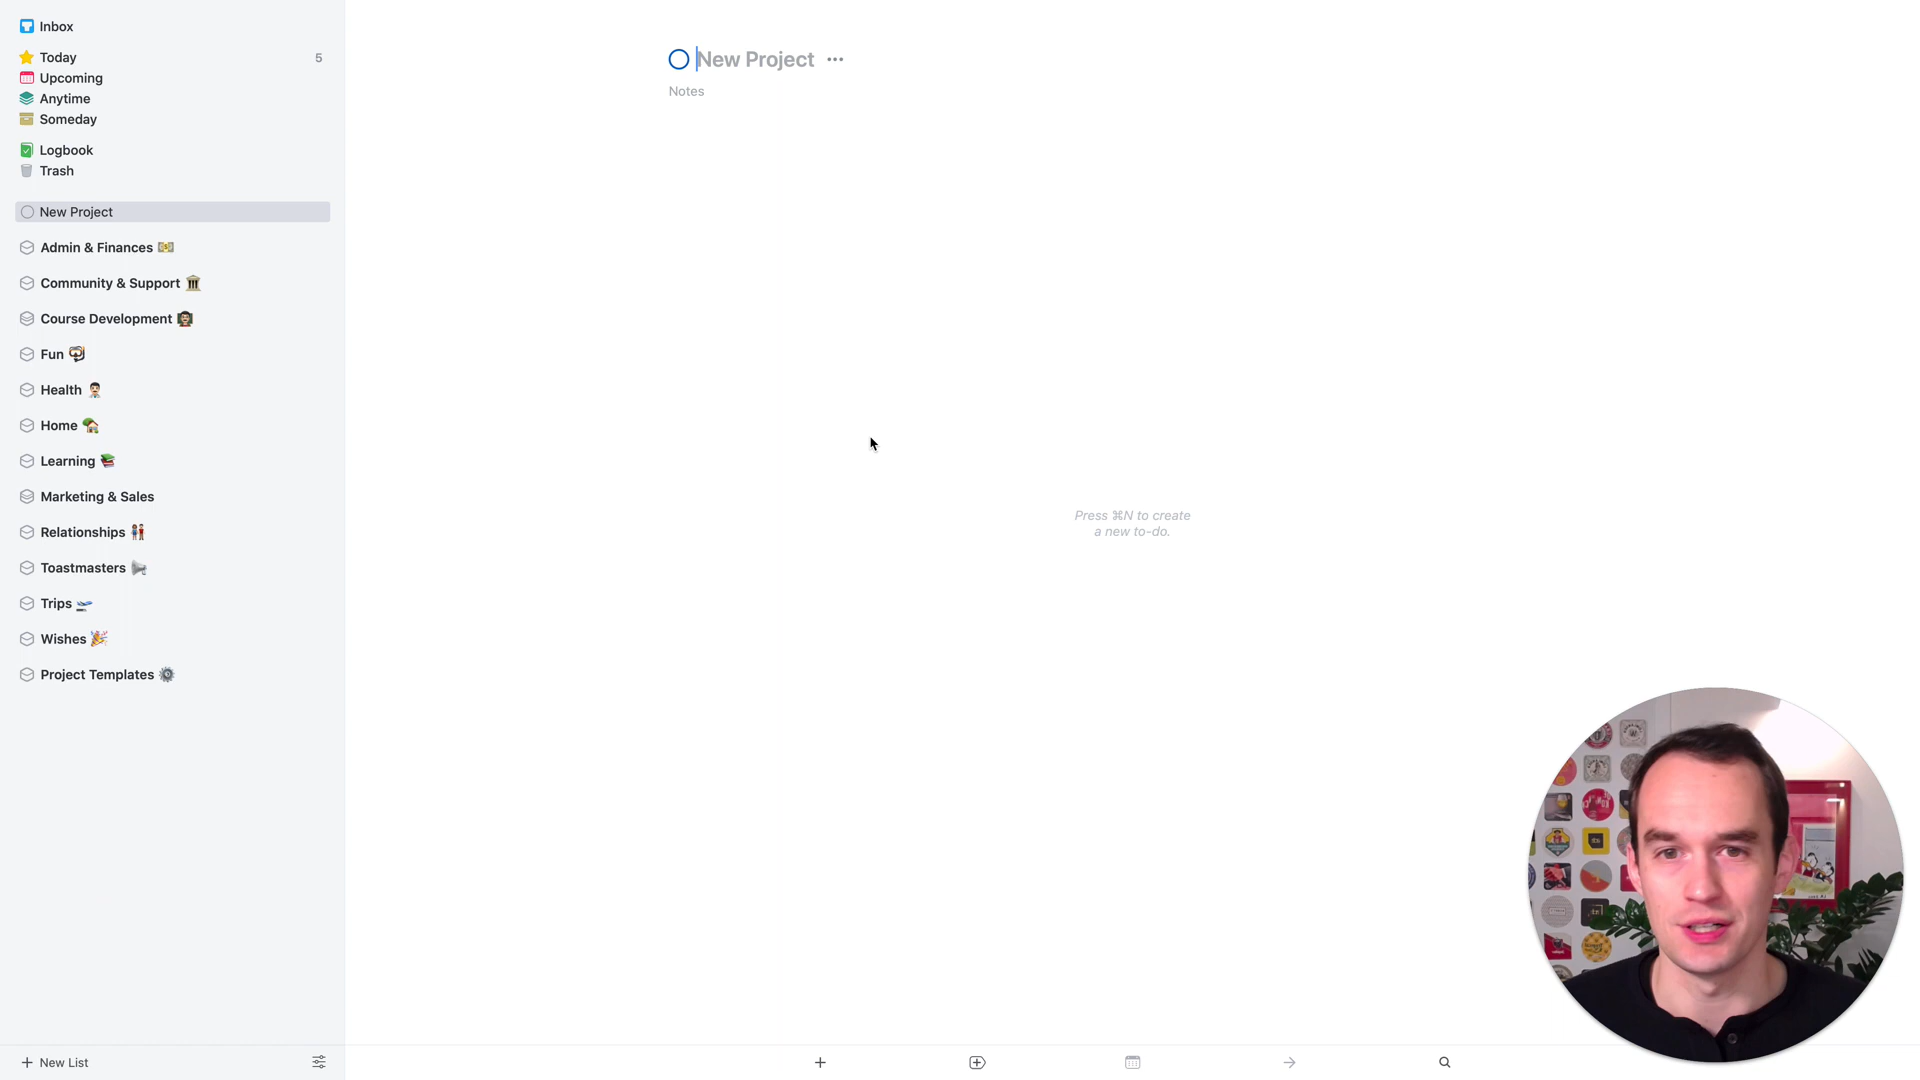 Inbox
Today 5
Upcoming
Anytime
Someday
Logbook
Trash
New Project
Admin & Finances
Community & Support
Course Development
Fun
Health
Home
Learning
Marketing & Sales
Relationships
Toastmasters
Trips
Wishes
Project Templates
New List
New Project
Notes
Press ⌘N to create
a new to-do.